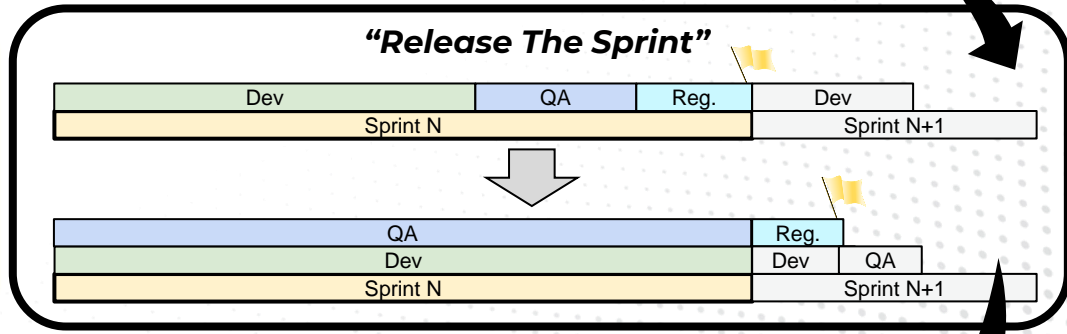 “Release The Sprint”
Dev QA Reg. Dev
Sprint N Sprint N+1
QA Reg.
Dev Dev QA
Sprint N Sprint N+1